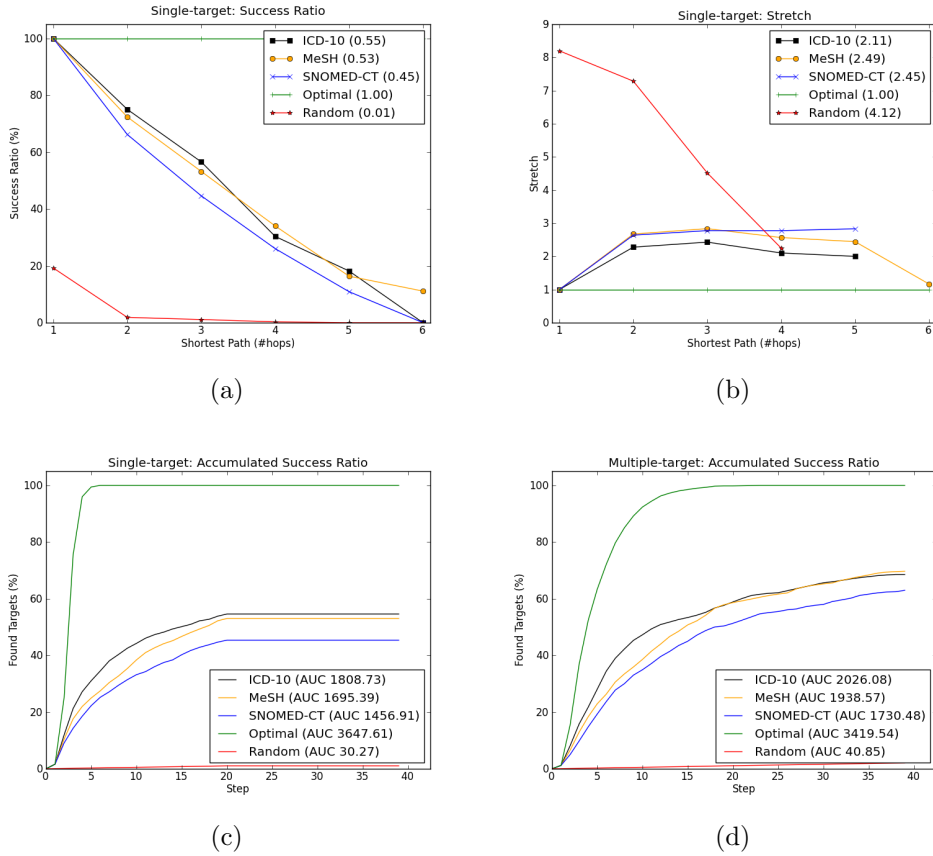 Single-target: Success Ratio
ICD-10 (0.55)
MeSH (0.53)
SNOMED-CT (0.45)
Optimal (1.00)
Random (0.01)
Success Ratio (%)
100
80
60
40
20
0
1 2 3 4 5 6
Shortest Path (#hops)
(a)
Single-target: Stretch
ICD-10 (2.11)
MeSH (2.49)
SNOMED-CT (2.45)
Optimal (1.00)
Random (4.12)
Stretch
9
8
7
6
5
4
3
2
1
0
1 2 3 4 5 6
Shortest Path (#hops)
(b)
Single-target: Accumulated Success Ratio
Found Targets (%)
100
80
60
40
20
0
ICD-10 (AUC 1808.73)
MeSH (AUC 1695.39)
SNOMED-CT (AUC 1456.91)
Optimal (AUC 3647.61)
Random (AUC 30.27)
0 5 10 15 20 25 30 35 40
Step
(c)
Multiple-target: Accumulated Success Ratio
Found Targets (%)
100
80
60
40
20
0
ICD-10 (AUC 2026.08)
MeSH (AUC 1938.57)
SNOMED-CT (AUC 1730.48)
Optimal (AUC 3419.54)
Random (AUC 40.85)
0 5 10 15 20 25 30 35 40
Step
(d)